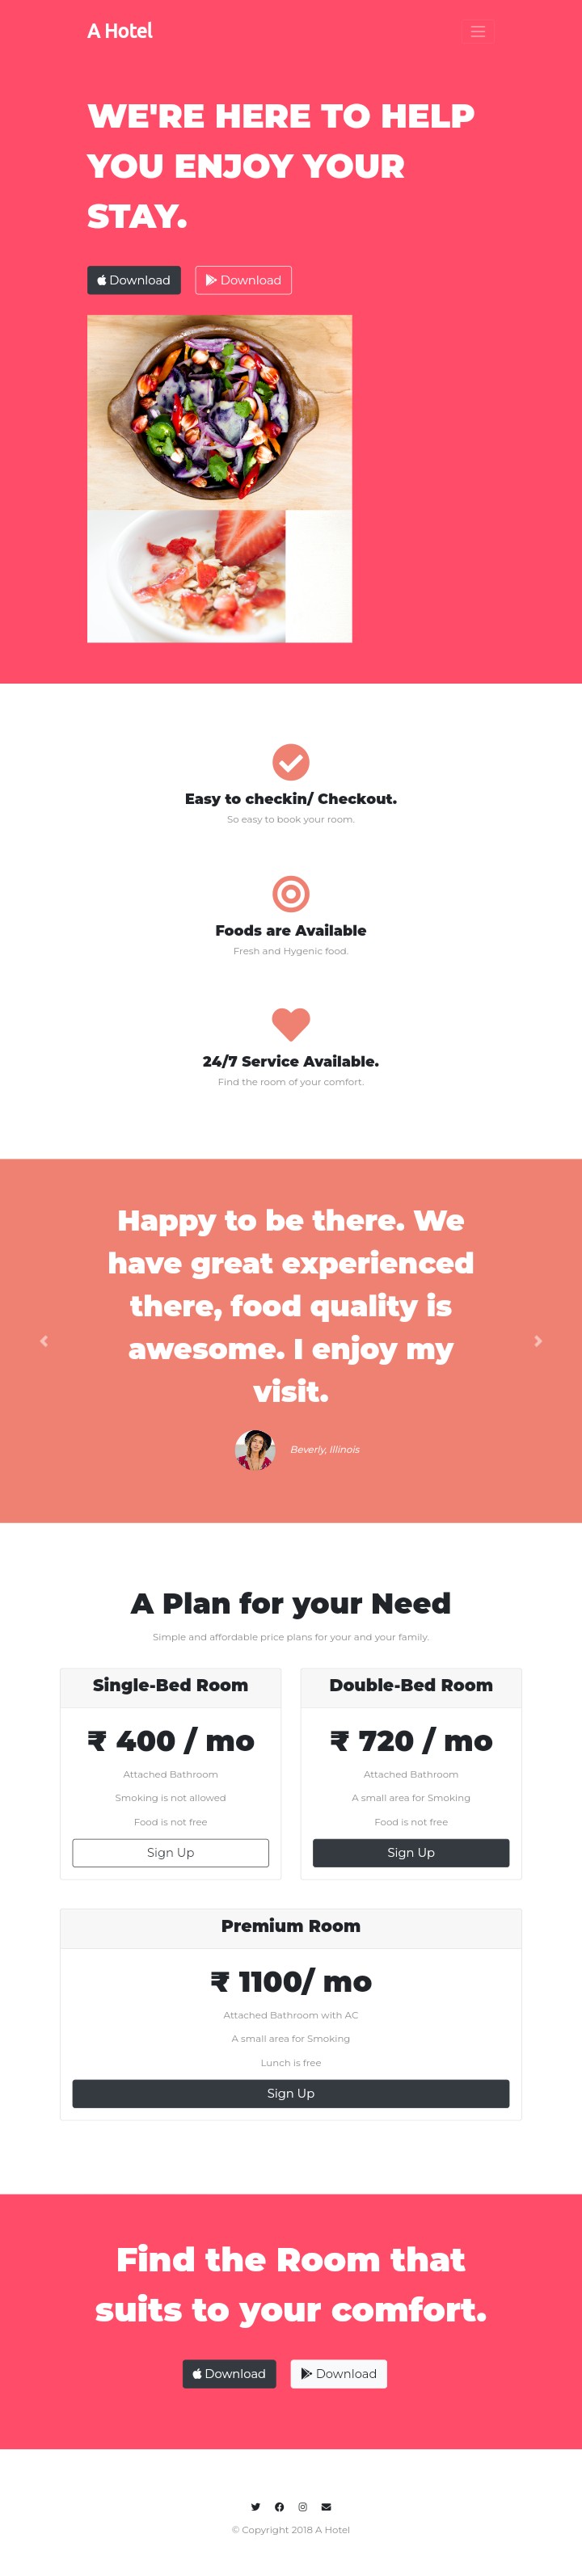 A Hotel
WE'RE HERE TO HELP
YOU ENJOY YOUR
STAY.
Download Download
Easy to checkin/ Checkout.
So easy to book your room.
Foods are Available
Fresh and Hygenic food.
24/7 Service Available.
Find the room of your comfort.
Happy to be there. We
have great experienced
there, food quality is
awesome. I enjoy my
visit.
Beverly, Illinois
A Plan for your Need
Simple and affordable price plans for your and your family.
Single-Bed Room
₹ 400 / mo
Attached Bathroom
Smoking is not allowed
Food is not free
Sign Up
Double-Bed Room
₹ 720 / mo
Attached Bathroom
A small area for Smoking
Food is not free
Sign Up
Premium Room
₹ 1100/ mo
Attached Bathroom with AC
A small area for Smoking
Lunch is free
Sign Up
Find the Room that
suits to your comfort.
Download Download
© Copyright 2018 A Hotel